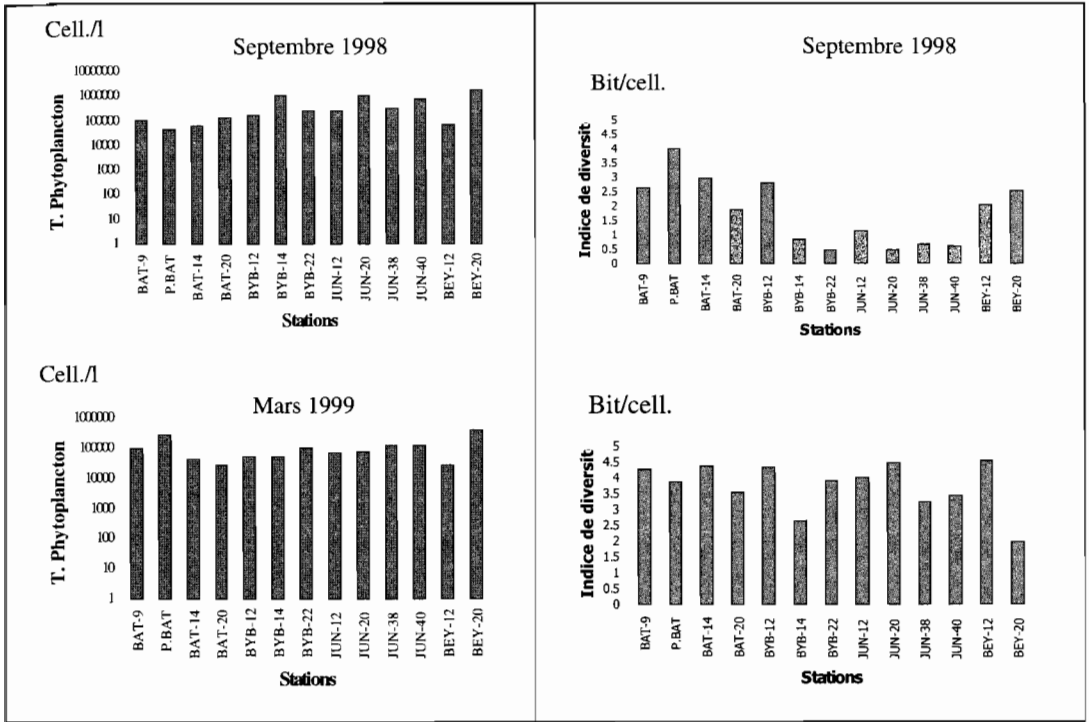 Cell./l
Septembre 1998
T. Phytoplancton
10000000
1000000
100000
10000
1000
100
10
1
BAT-9 P.BAT BAT-14 BAT-20 BYB-12 BYB-14 BYB-22 JUN-12 JUN-20 JUN-38 JUN-40 BEY-12 BEY-20
Stations
Septembre 1998
Bit/cell.
Indice de diversit
5
4.5
4
3.5
3
2.5
2
1.5
1
0.5
0
BAT-9 P.BAT BAT-14 BAT-20 BYB-12 BYB-14 BYB-22 JUN-12 JUN-20 JUN-38 JUN-40 BEY-12 BEY-20
Stations
Cell./l
Mars 1999
T. Phytoplancton
1000000
100000
10000
1000
100
10
1
BAT-9 P.BAT BAT-14 BAT-20 BYB-12 BYB-14 BYB-22 JUN-12 JUN-20 JUN-38 JUN-40 BEY-12 BEY-20
Stations
Bit/cell.
Indice de diversit
5
4.5
4
3.5
3
2.5
2
1.5
1
0.5
0
BAT-9 P.BAT BAT-14 BAT-20 BYB-12 BYB-14 BYB-22 JUN-12 JUN-20 JUN-38 JUN-40 BEY-12 BEY-20
Stations